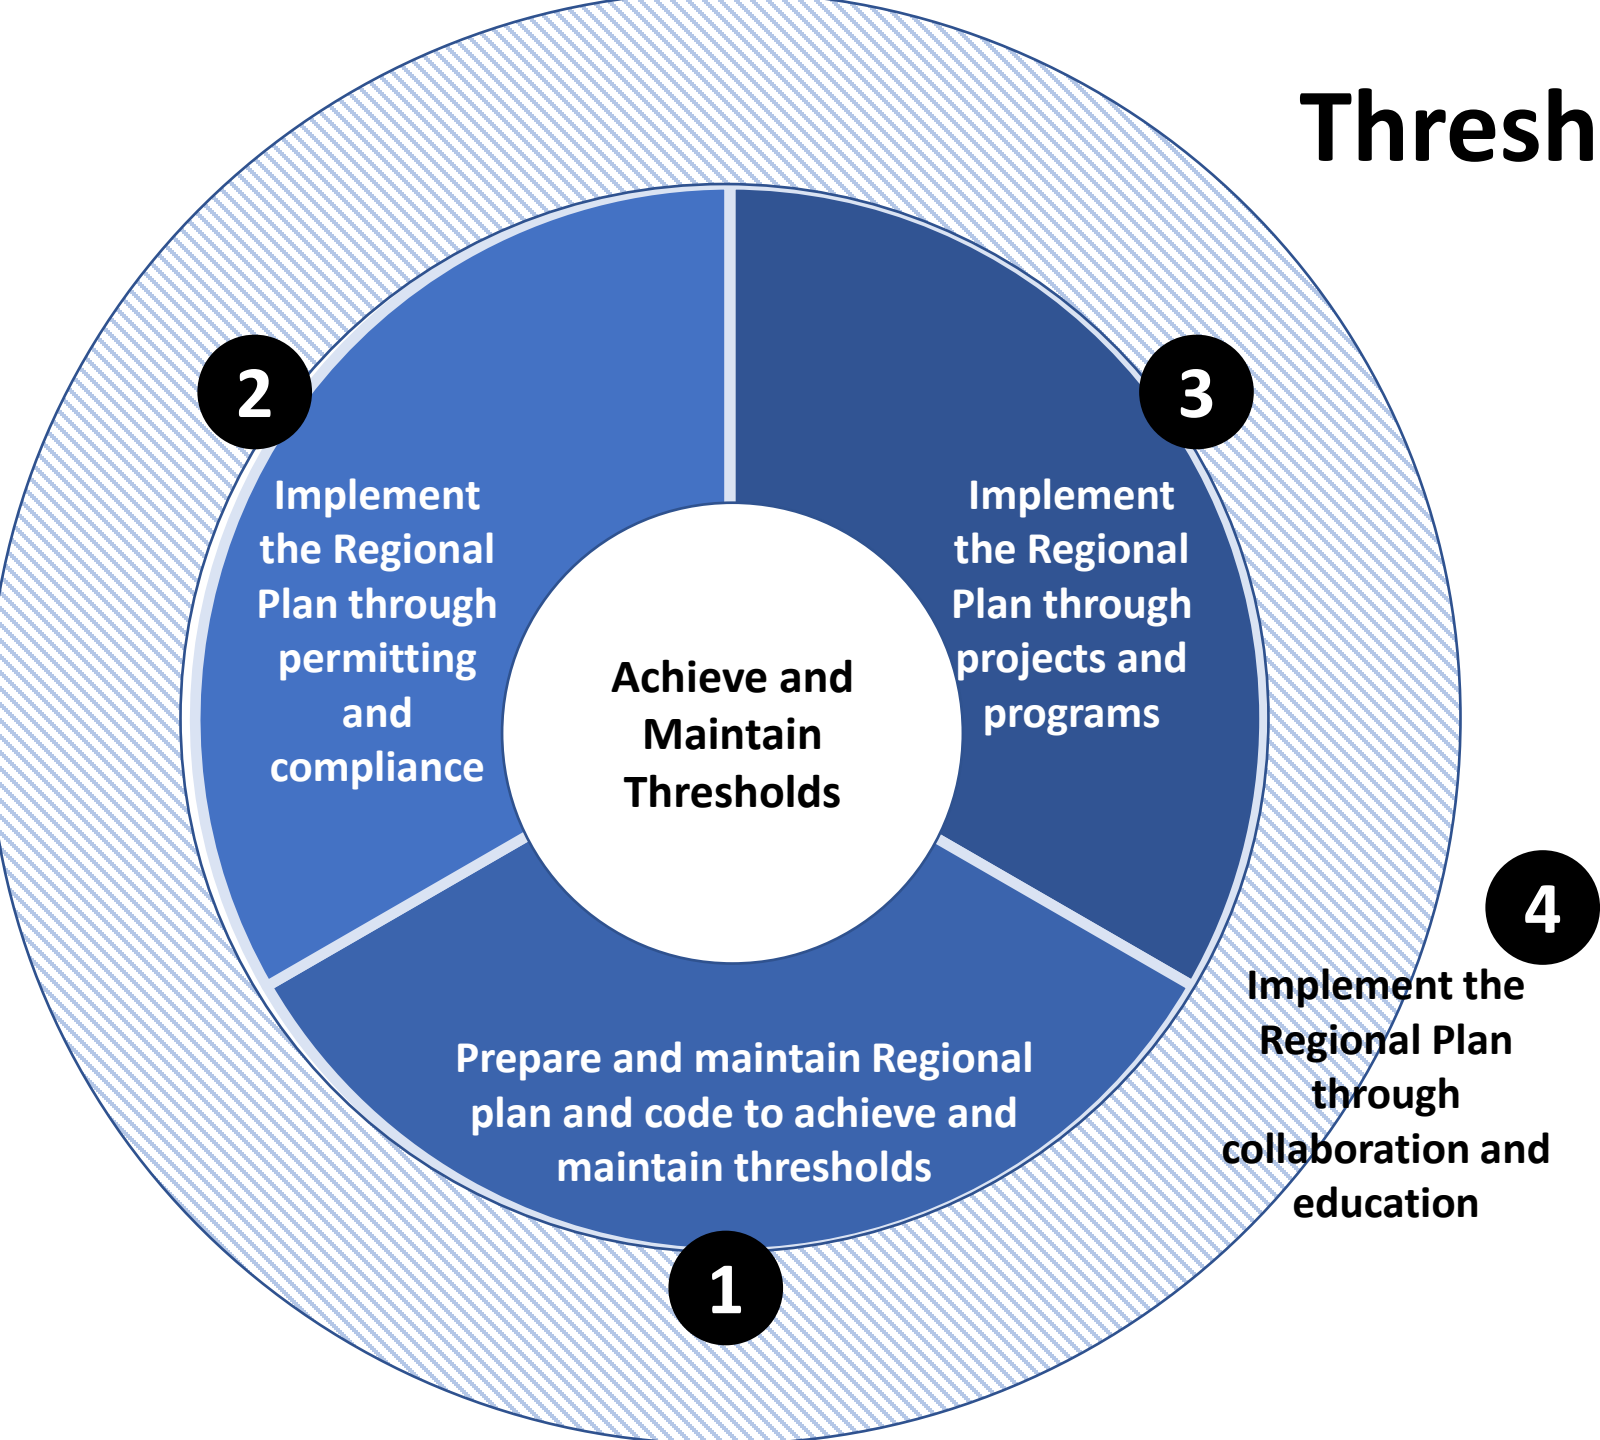 Thresh
2
3
Implement
the Regional
Plan through
permitting
and
compliance
Implement
the Regional
Plan through
projects and
programs
Achieve and
Maintain
Thresholds
4
Implement the
Regional Plan
through
collaboration and
education
Prepare and maintain Regional
plan and code to achieve and
maintain thresholds
1